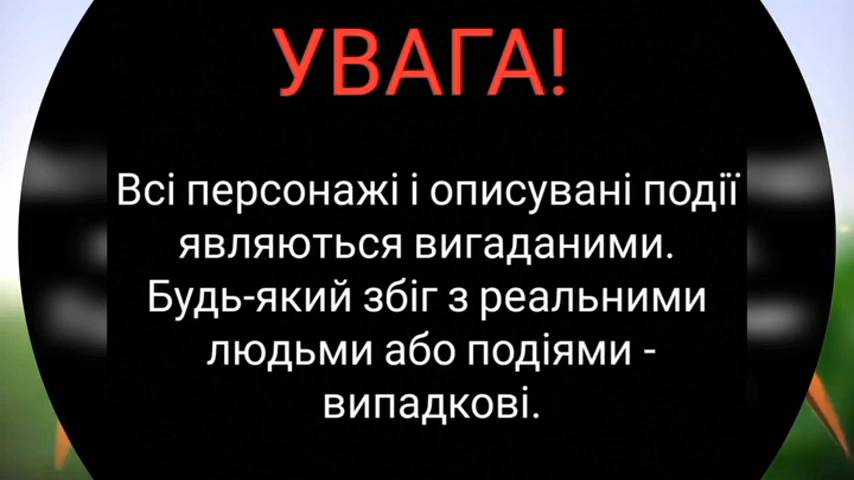 УВАГА!
Всі персонажі і описувані події
являються вигаданими.
Будь-який збіг з реальними
людьми або подіями -
випадкові.